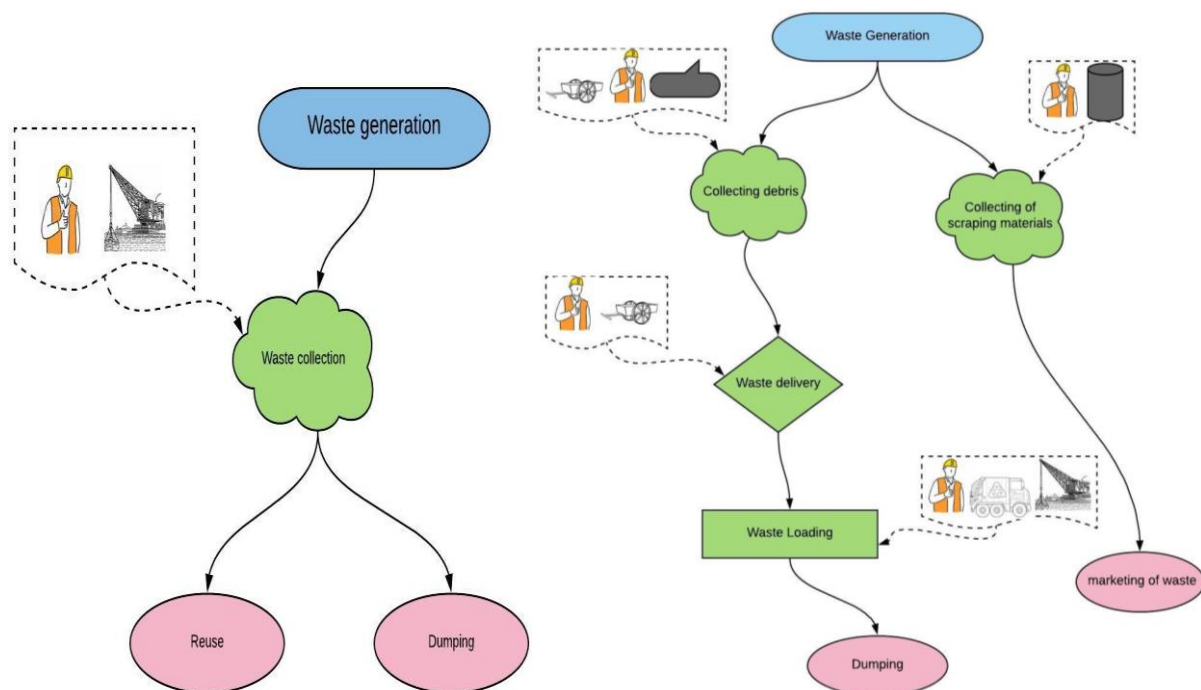 Waste generation
Waste collection
Reuse
Dumping
Waste Generation
Collecting debris
Collecting of
scraping materials
Waste delivery
Waste Loading
marketing of waste
Dumping